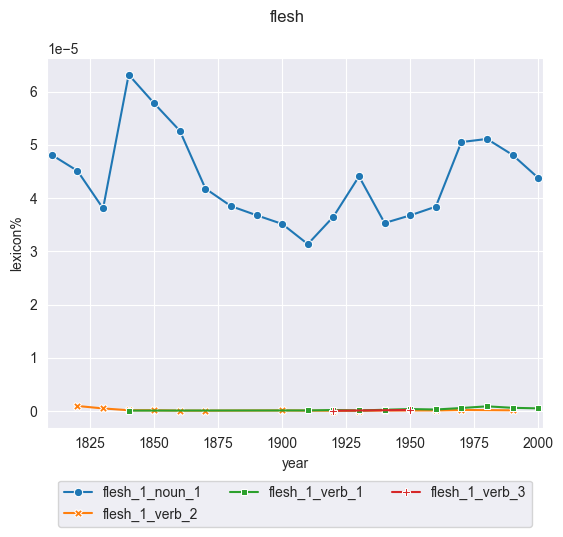 flesh
1e−5
6
5
4
3
2
1
0
lexicon%
1825 1850 1875 1900 1925 1950 1975 2000
year
flesh_1_noun_1 flesh_1_verb_1 flesh_1_verb_3
flesh_1_verb_2